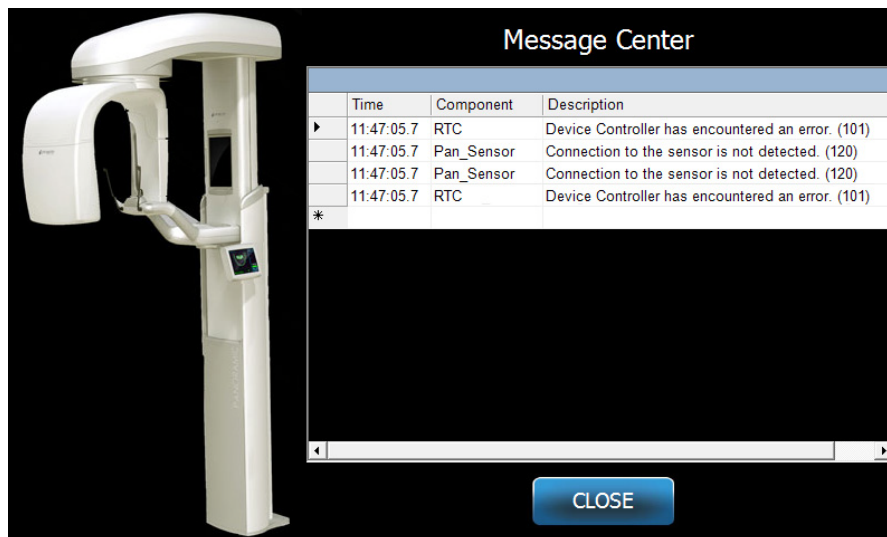 Message Center
Time Component Description
11:47:05.7 RTC Device Controller has encountered an error. (101)
11:47:05.7 Pan_Sensor Connection to the sensor is not detected. (120)
11:47:05.7 Pan_Sensor Connection to the sensor is not detected. (120)
11:47:05.7 RTC Device Controller has encountered an error. (101)
PANORAMIC
CLOSE